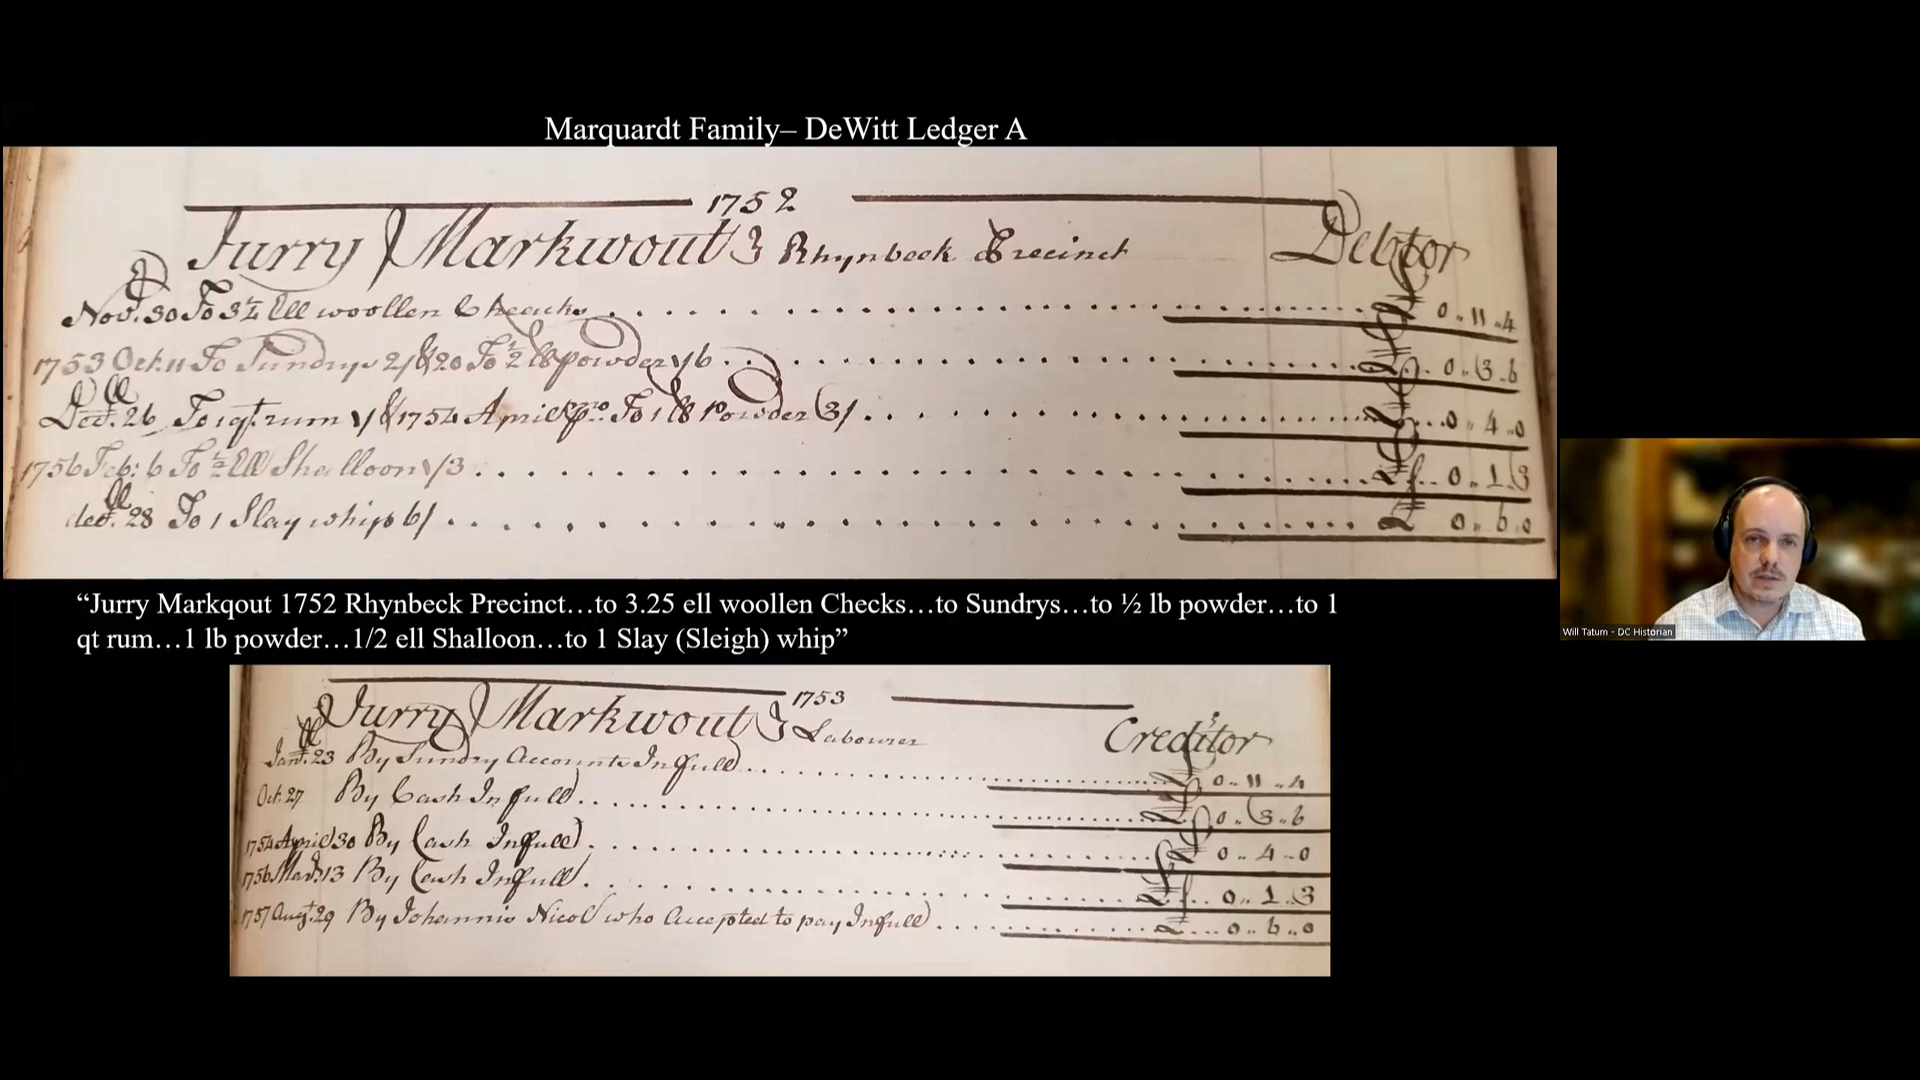 Marquardt Family– DeWitt Ledger A
1752
Jurry Markwout } Rhynbeck Precinct Debtor
Nov. 30 To 3¼ Ell woollen Cheacks 0..11..4
1753 Oct. 11 To Sundrys 2/ & 20 To ½ lb powder 1/6 0..3..6
Dec. 26 To 1 qt. rum 1/ & 1754 April To 1 lb Powder 3/ 0..4..0
1756 Feb: 6 To ½ Ell Shalloon 1/3 0..1..3
dec. 28 To 1 Slay whip 6/ 0..6..0
“Jurry Markqout 1752 Rhynbeck Precinct…to 3.25 ell woollen Checks…to Sundrys…to ½ lb powder…to 1
qt rum…1 lb powder…1/2 ell Shalloon…to 1 Slay (Sleigh) whip”
1753
Jurry Markwout } Labourer Creditor
Jan. 23 By Sundry Accounts In full 0..11..4
Oct. 27 By Cash In full 0..3..6
1754 April 30 By Cash In full 0..4..0
1756 Mar. 13 By Cash In full 0..1..3
1757 Augt. 29 By Johannis Nicol who Accepted to pay In full 0..6..0
Will Tatum - DC Historian